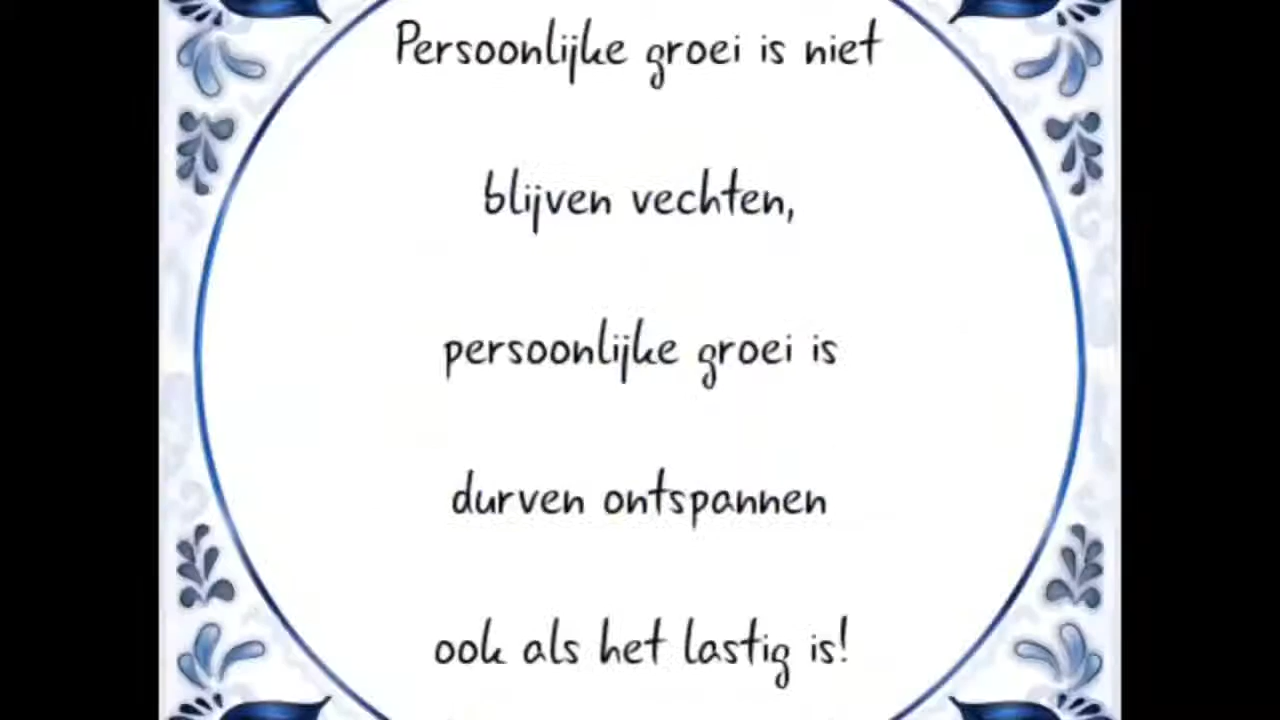 Persoonlijke groei is niet
blijven vechten,
persoonlijke groei is
durven ontspannen
ook als het lastig is!